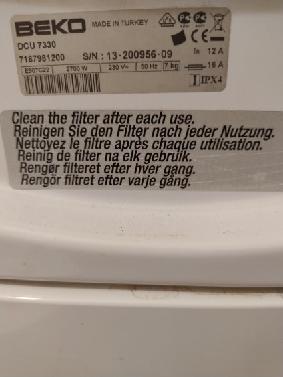 BEKO
MADE IN TURKEY
DCU 7330
7187981200
S/N : 13-200956-09
In 12 A
2700 W
230 V~
50 Hz
7 kg
16 A
IPX4
Clean the filter after each use.
Reinigen Sie den Filter nach jeder Nutzung.
Nettoyez le filtre après chaque utilisation.
Reinig de filter na elk gebruik.
Rengør filteret efter hver gang.
Rengör filtret efter varje gång.